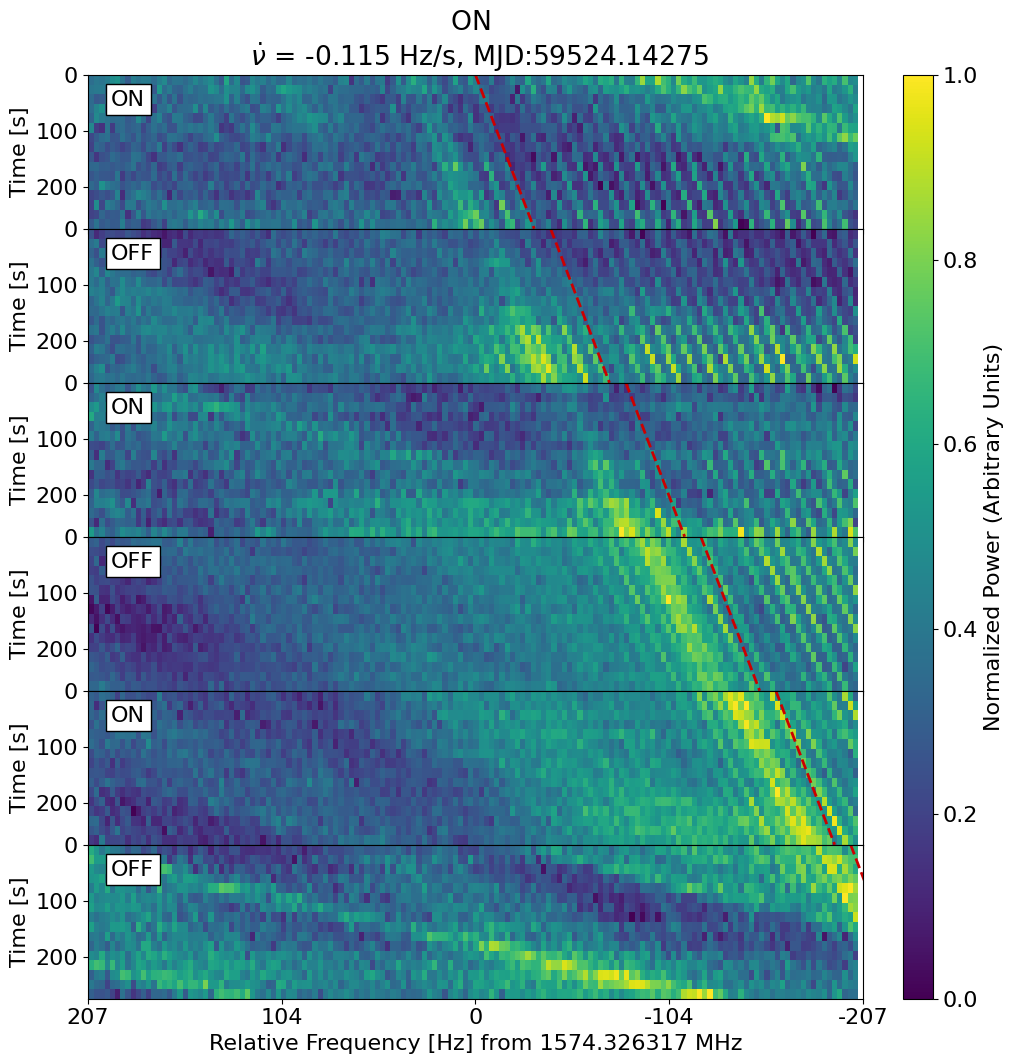 ON
ν̇ = -0.115 Hz/s, MJD:59524.14275
ON
OFF
ON
OFF
ON
OFF
Time [s]
Time [s]
Time [s]
Time [s]
Time [s]
Time [s]
0
100
200
0
100
200
0
100
200
0
100
200
0
100
200
0
100
200
207
104
0
-104
-207
Relative Frequency [Hz] from 1574.326317 MHz
1.0
0.8
0.6
0.4
0.2
0.0
Normalized Power (Arbitrary Units)